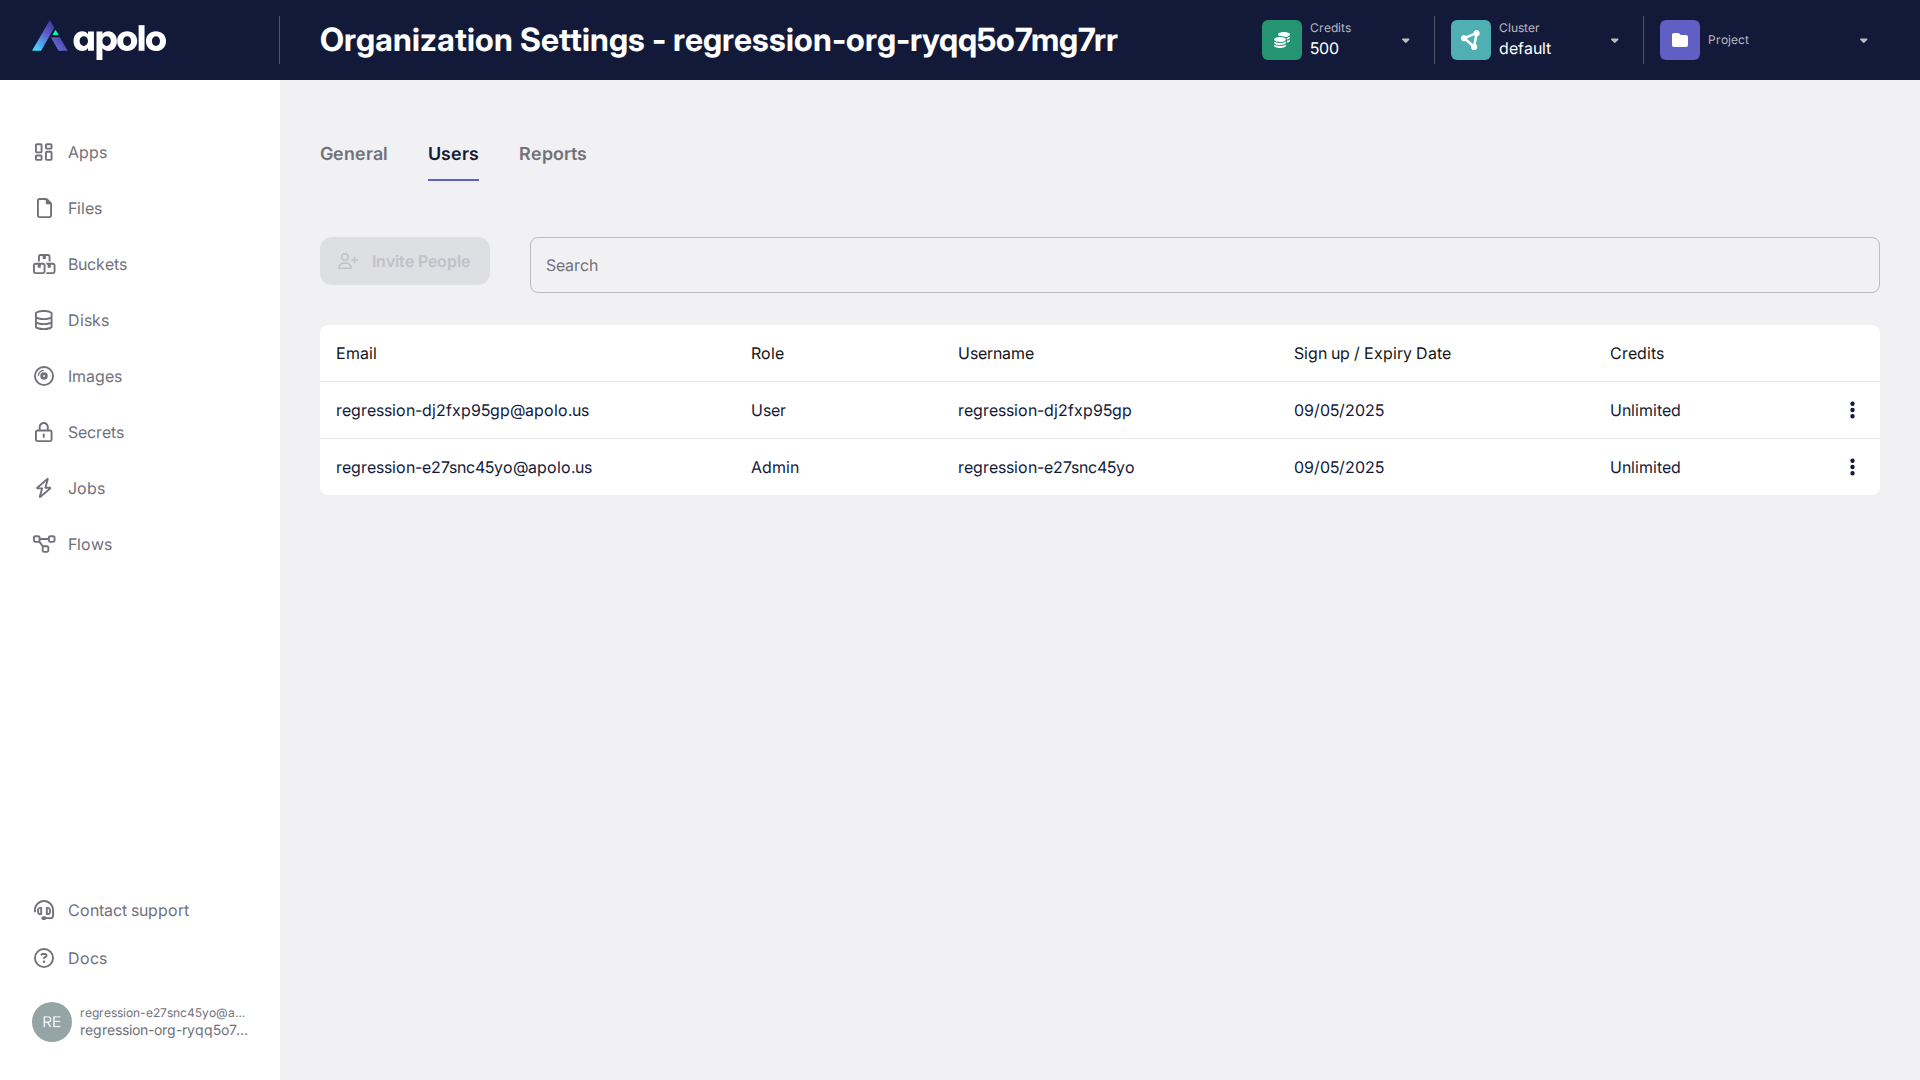 apolo
Organization Settings - regression-org-ryqq5o7mg7rr
Credits
500
Cluster
default
Project
Apps
Files
Buckets
Disks
Images
Secrets
Jobs
Flows
Contact support
Docs
RE
regression-e27snc45yo@a...
regression-org-ryqq5o7...
General
Users
Reports
Invite People
Search
Email Role Username Sign up / Expiry Date Credits
regression-dj2fxp95gp@apolo.us User regression-dj2fxp95gp 09/05/2025 Unlimited
regression-e27snc45yo@apolo.us Admin regression-e27snc45yo 09/05/2025 Unlimited